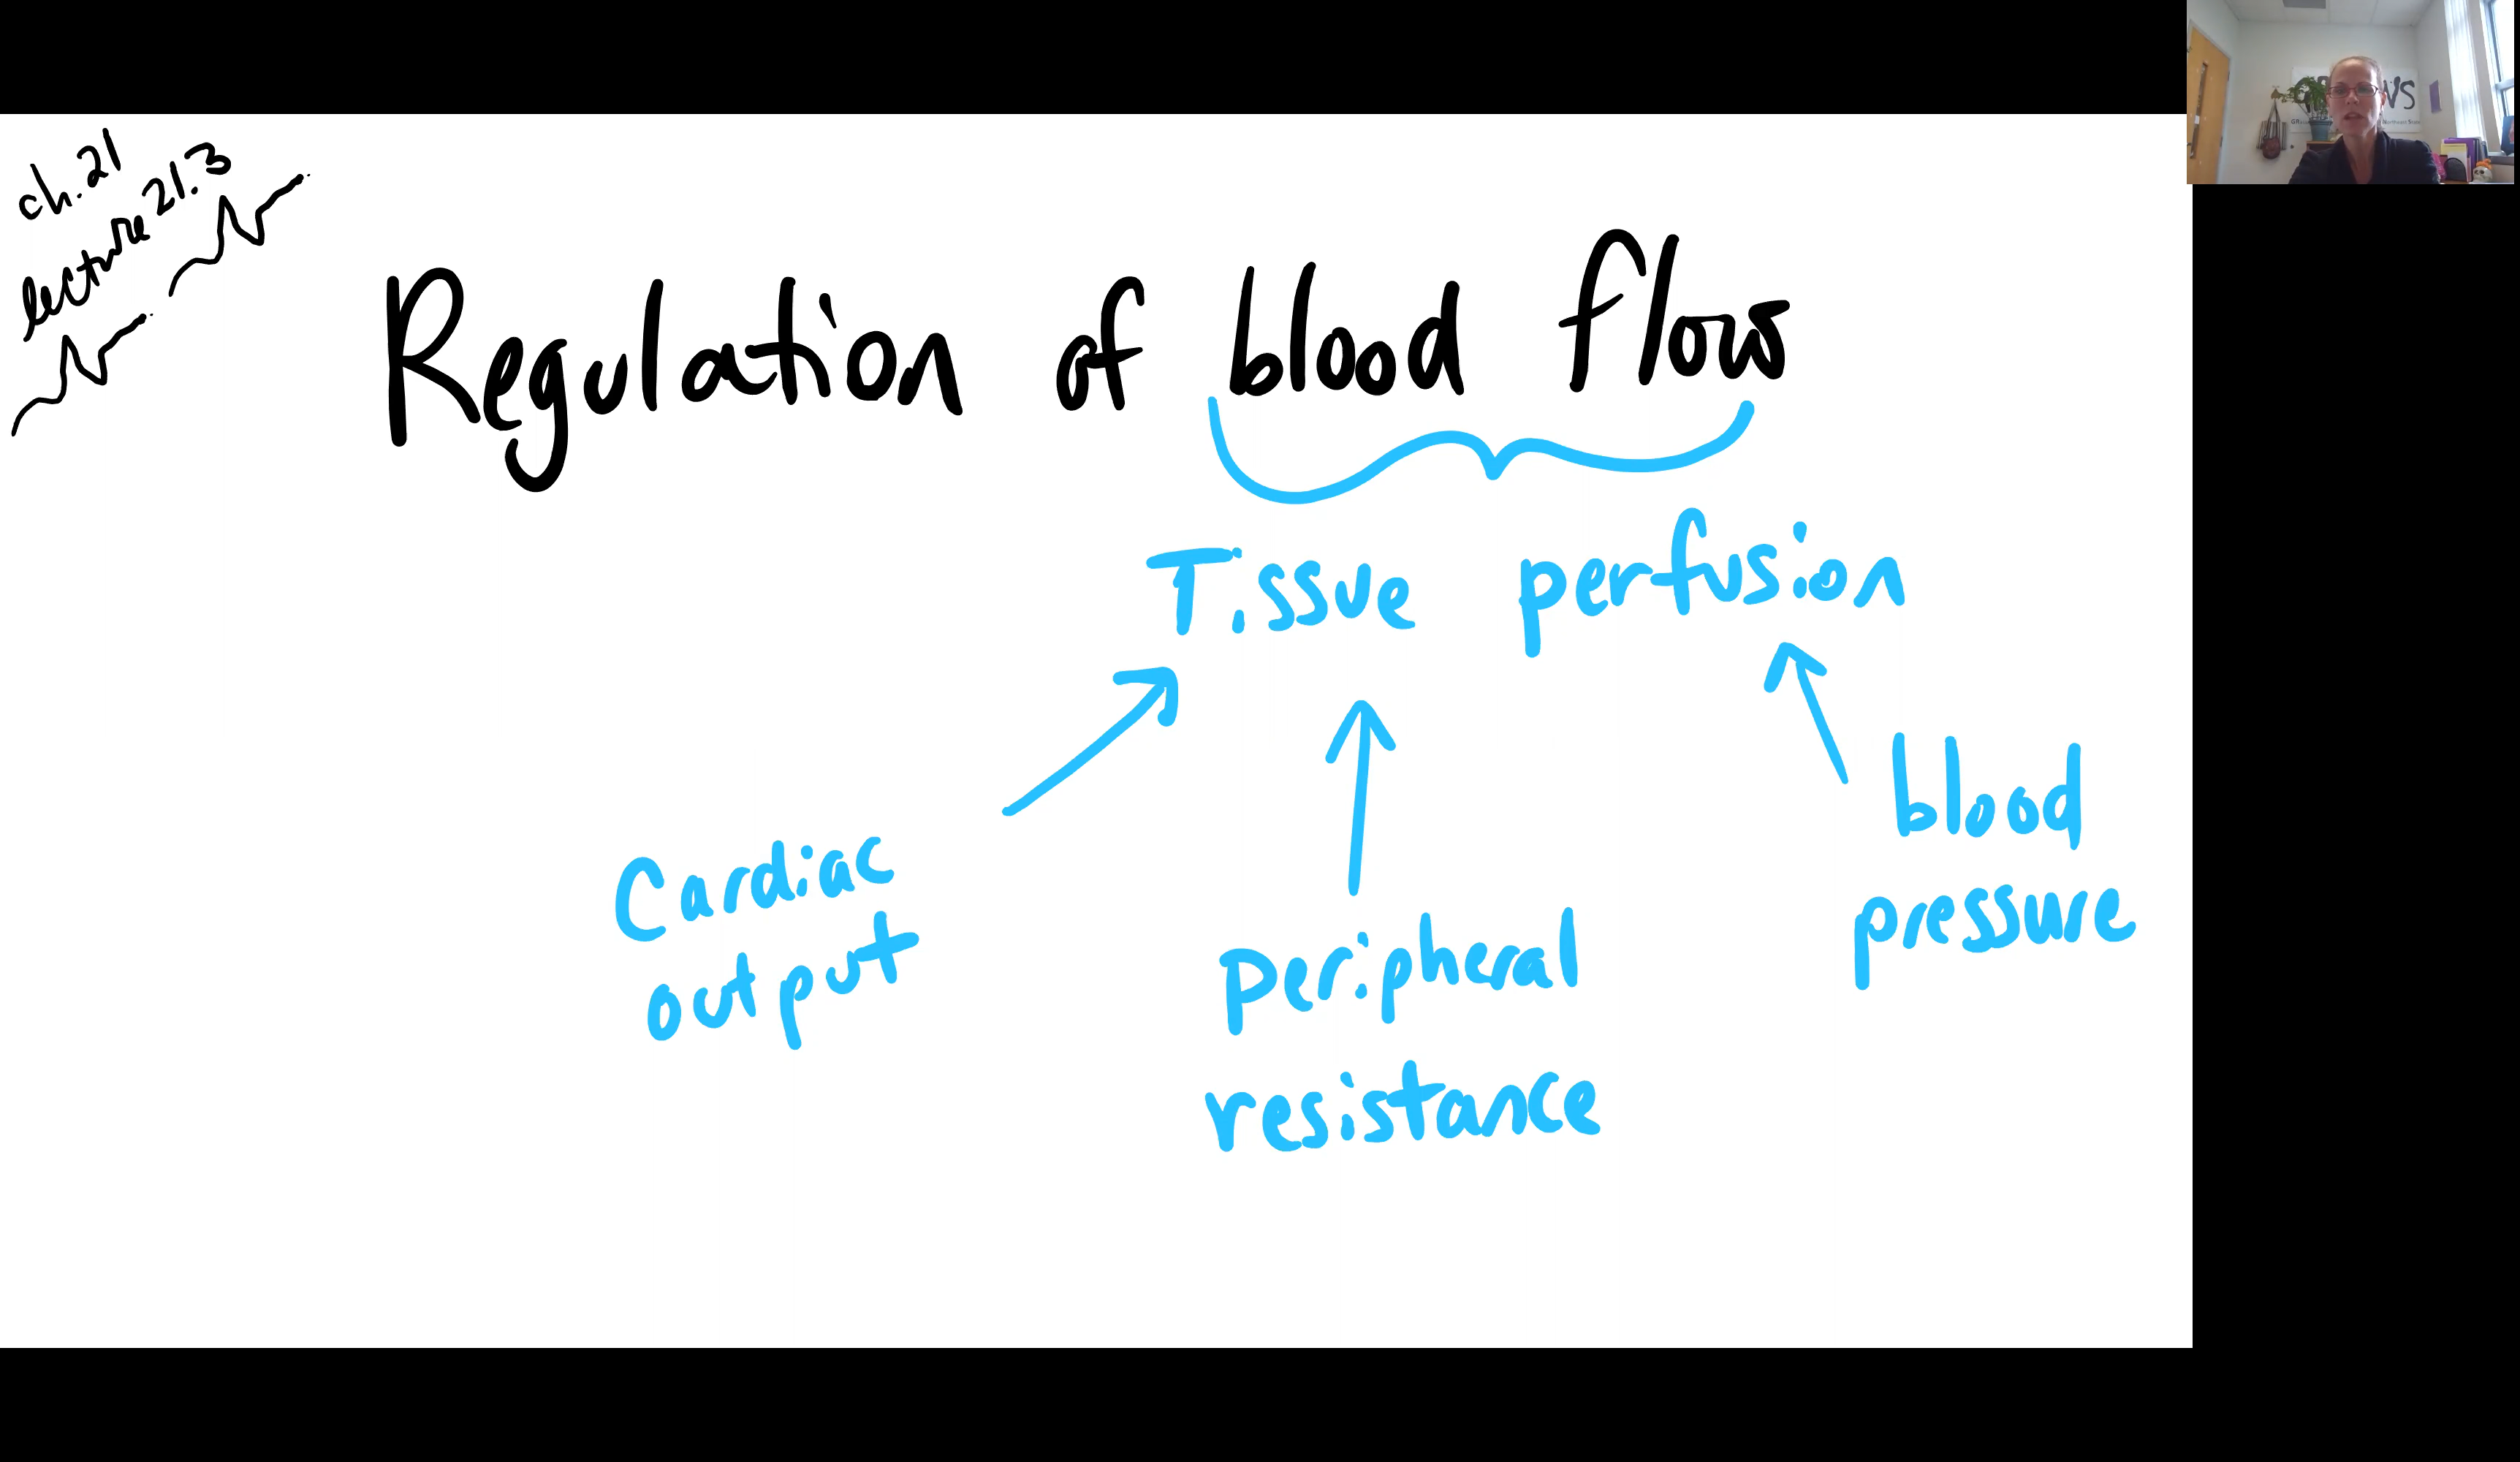 ch. 21
lecture 21.3
Regulation of blood flow
Tissue perfusion
Cardiac
output
peripheral
resistance
blood
pressure